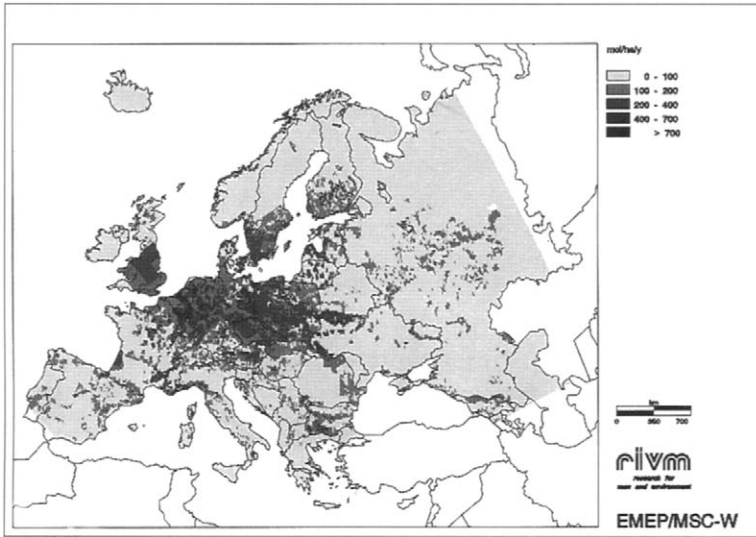 mol/ha/y
0 - 100
100 - 200
200 - 400
400 - 700
> 700
km
0 350 700
rivm
research for
man and environment
EMEP/MSC-W